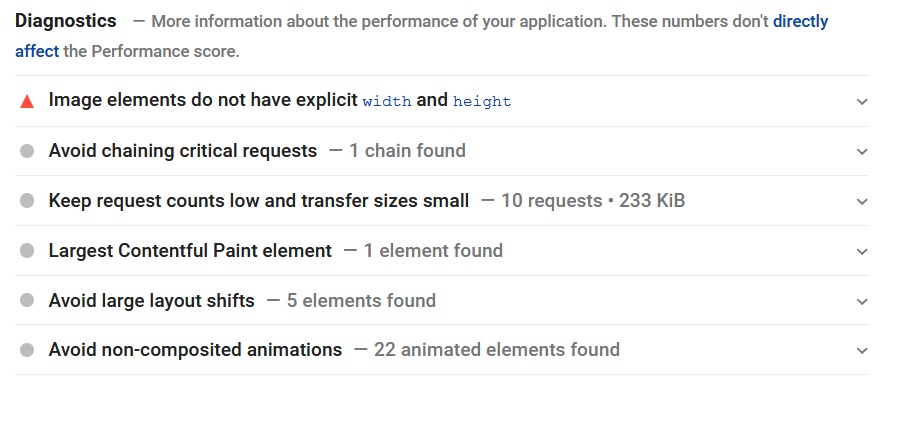 Diagnostics — More information about the performance of your application. These numbers don't directly
affect the Performance score.
Image elements do not have explicit width and height
Avoid chaining critical requests — 1 chain found
Keep request counts low and transfer sizes small — 10 requests • 233 KiB
Largest Contentful Paint element — 1 element found
Avoid large layout shifts — 5 elements found
Avoid non-composited animations — 22 animated elements found